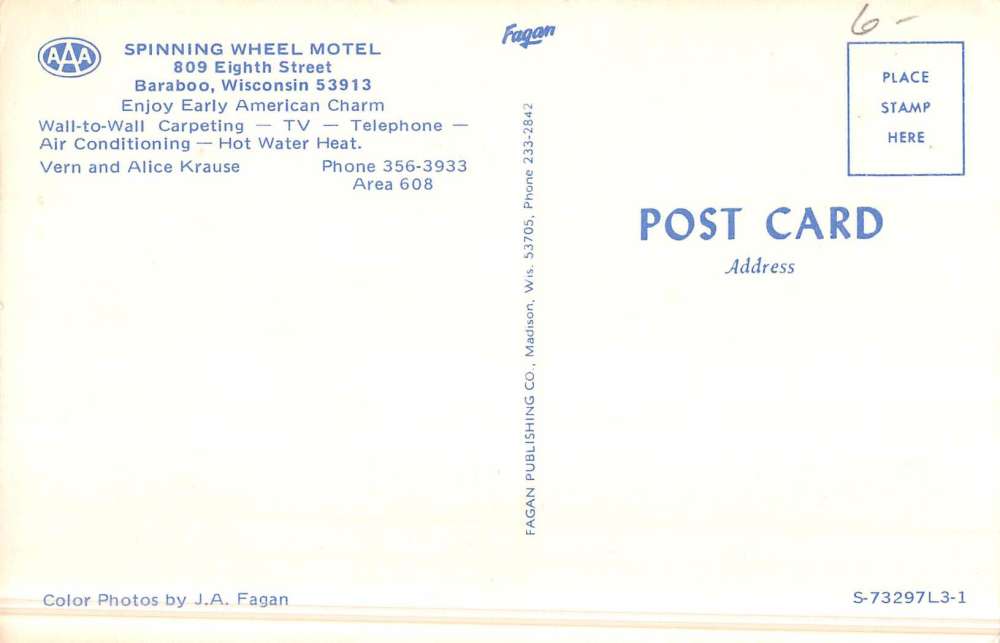 AAA
SPINNING WHEEL MOTEL
809 Eighth Street
Baraboo, Wisconsin 53913
Enjoy Early American Charm
Wall-to-Wall Carpeting — TV — Telephone —
Air Conditioning — Hot Water Heat.
Vern and Alice Krause Phone 356-3933
Area 608
Fagan
FAGAN PUBLISHING CO., Madison, Wis. 53705, Phone 233-2842
6-
PLACE
STAMP
HERE
POST CARD
Address
Color Photos by J.A. Fagan
S-73297L3-1